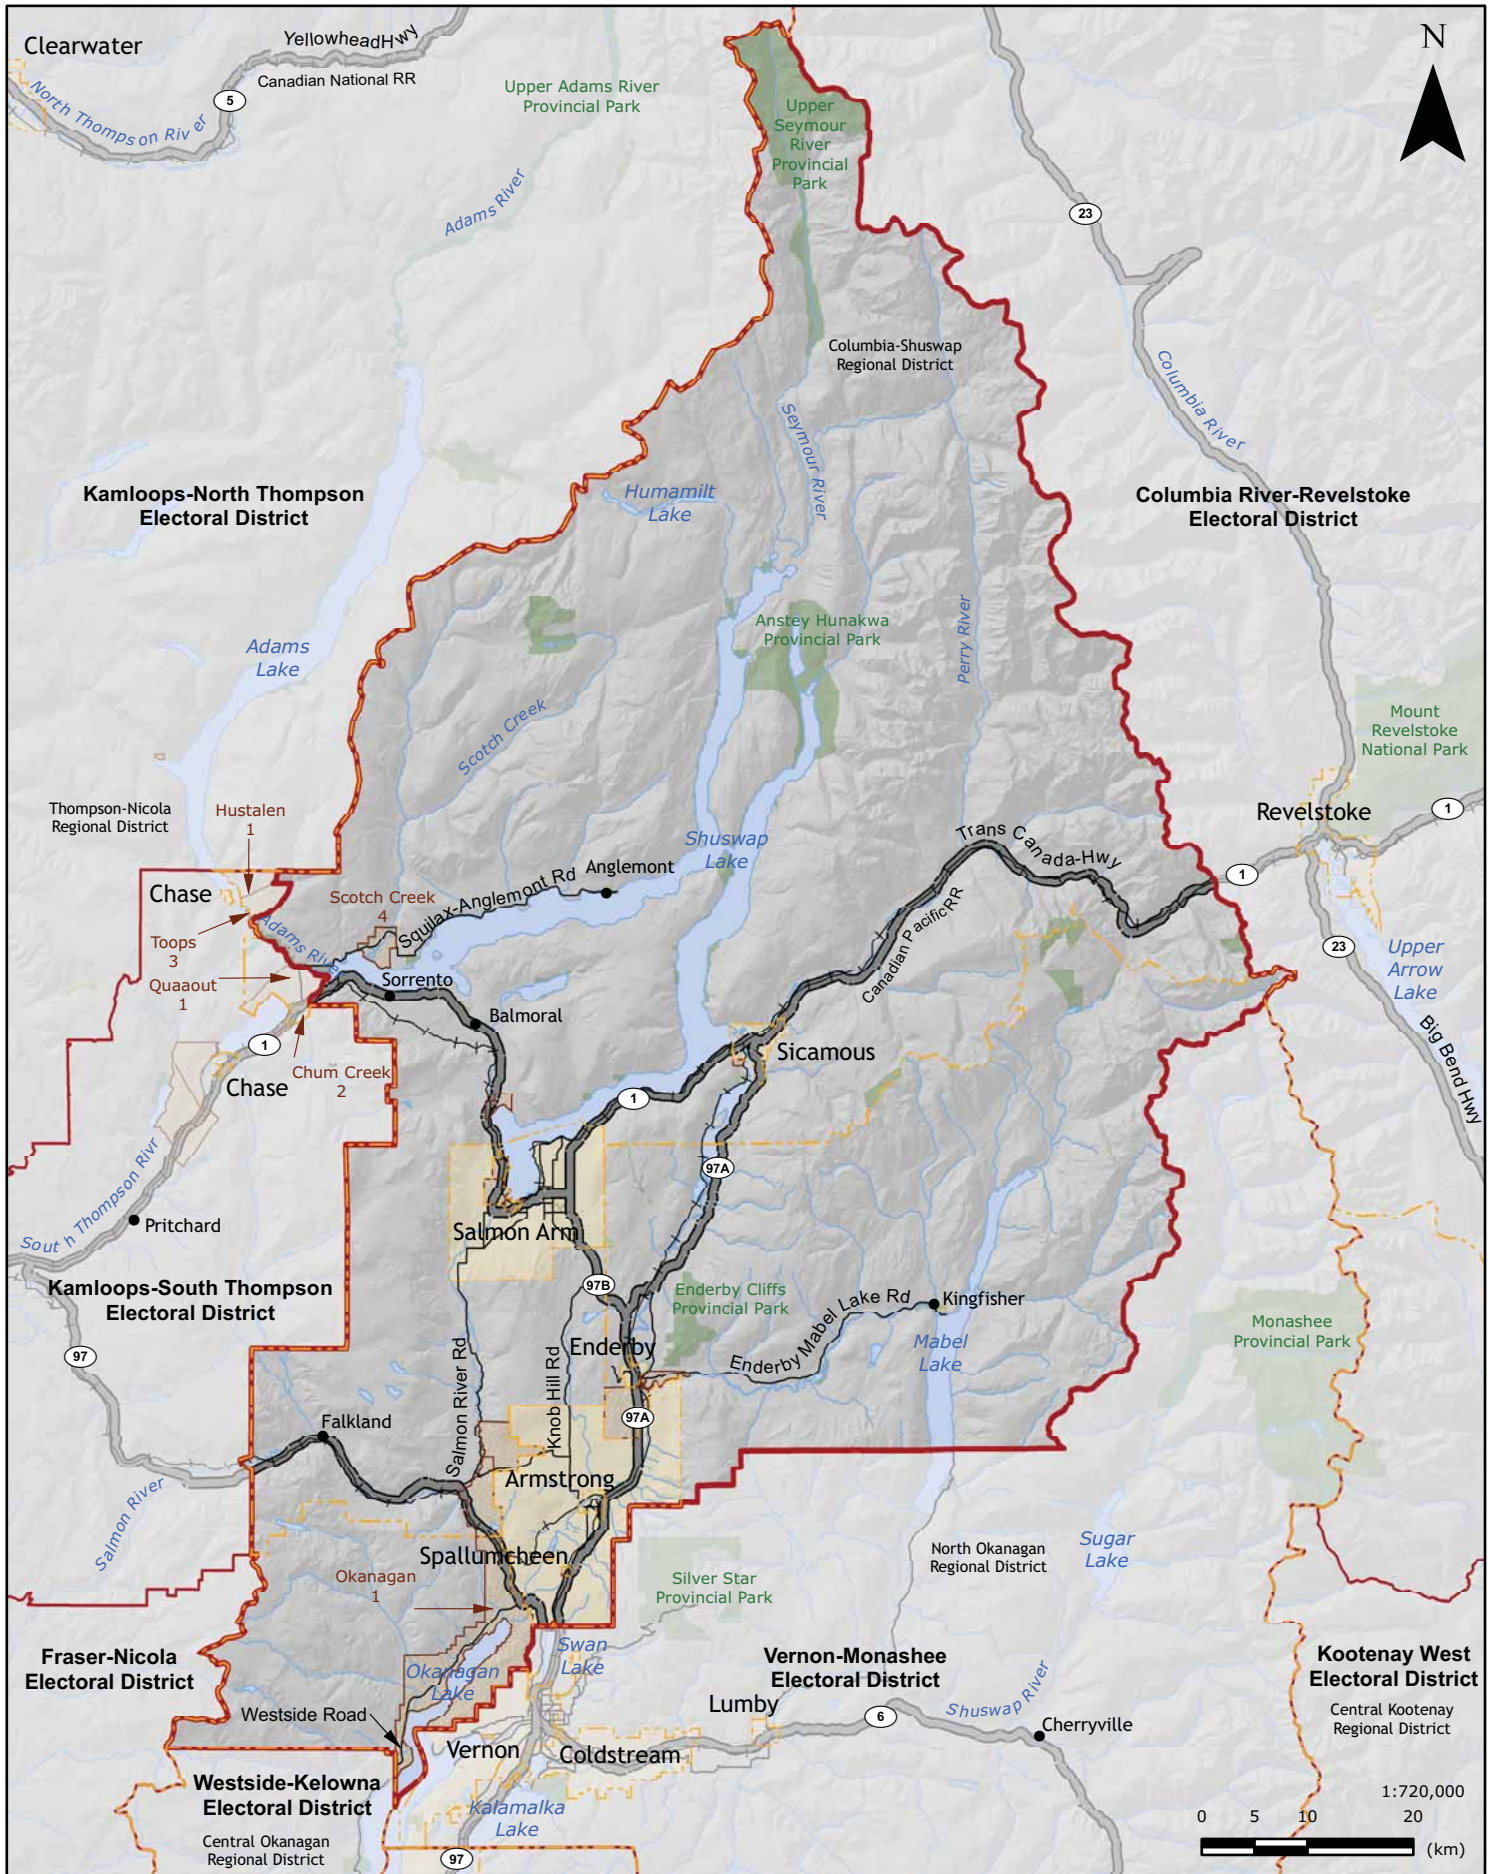 Clearwater
YellowheadHwy
Canadian National RR
5
North Thompson River
Upper Adams River
Provincial Park
Adams River
Upper
Seymour
River
Provincial
Park
N
23
Columbia-Shuswap
Regional District
Columbia River
Seymour River
Humamilt
Lake
Kamloops-North Thompson
Electoral District
Columbia River-Revelstoke
Electoral District
Anstey Hunakwa
Provincial Park
Perry River
Adams
Lake
Scotch Creek
Mount
Revelstoke
National Park
Thompson-Nicola
Regional District
Hustalen
1
Revelstoke
1
Shuswap
Lake
Trans Canada-Hwy
Anglemont
Squilax-Anglemont Rd
1
Chase
Scotch Creek
4
Canadian Pacific RR
Adams River
Toops
3
23
Upper
Arrow
Lake
Quaaout
1
Sorrento
Balmoral
Big Bend Hwy
1
Sicamous
Chum Creek
2
Chase
1
97A
South Thompson Rivr
Pritchard
Salmon Arm
97B
Kamloops-South Thompson
Electoral District
Enderby Cliffs
Provincial Park
Enderby Mabel Lake Rd
Kingfisher
Mabel
Lake
Monashee
Provincial Park
97
Enderby
Salmon River Rd
Knob Hill Rd
97A
Falkland
Armstrong
Salmon River
Spallumcheen
Okanagan
1
North Okanagan
Regional District
Sugar
Lake
Silver Star
Provincial Park
Fraser-Nicola
Electoral District
Swan
Lake
Okanagan
Lake
Vernon-Monashee
Electoral District
Kootenay West
Electoral District
Central Kootenay
Regional District
Westside Road
Lumby
6
Shuswap River
Cherryville
Vernon
Coldstream
Westside-Kelowna
Electoral District
Kalamalka
Lake
Central Okanagan
Regional District
97
1:720,000
0 5 10 20
(km)